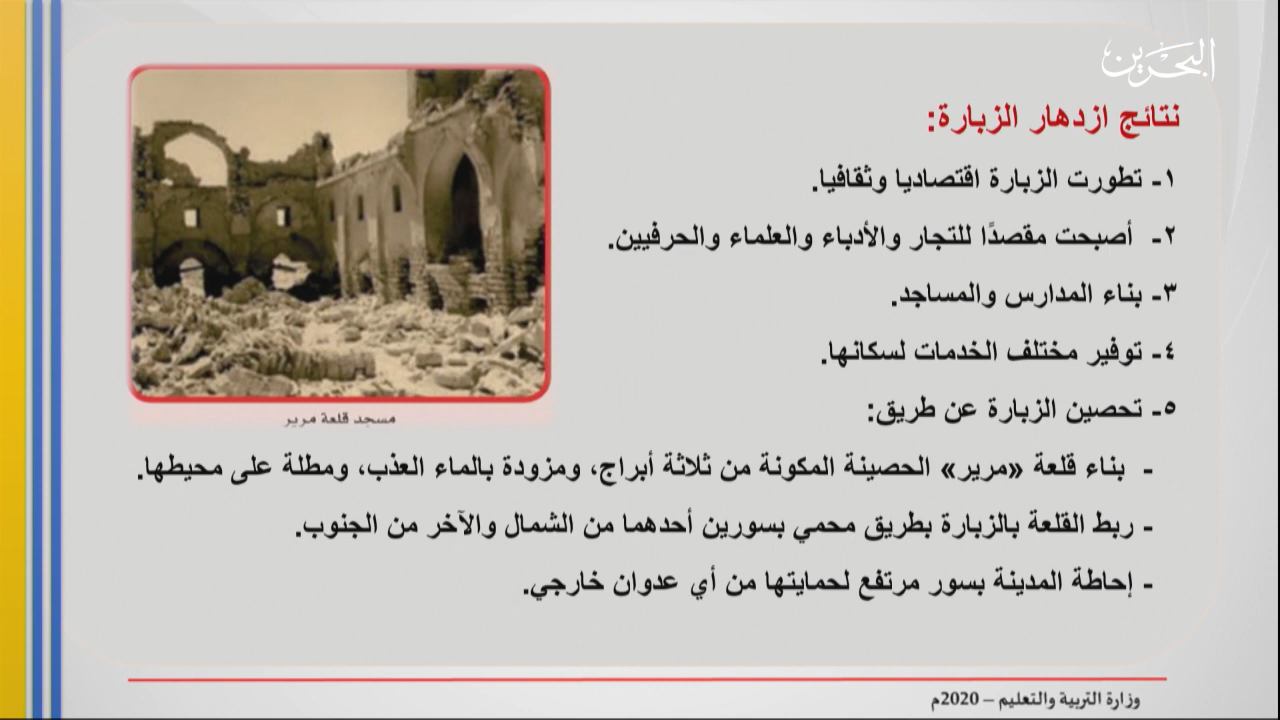 البحرين
نتائج ازدهار الزبارة:
١- تطورت الزبارة اقتصاديا وثقافيا.
٢- أصبحت مقصدًا للتجار والأدباء والعلماء والحرفيين.
٣- بناء المدارس والمساجد.
٤- توفير مختلف الخدمات لسكانها.
٥- تحصين الزبارة عن طريق:
- بناء قلعة «مرير» الحصينة المكونة من ثلاثة أبراج، ومزودة بالماء العذب، ومطلة على محيطها.
- ربط القلعة بالزبارة بطريق محمي بسورين أحدهما من الشمال والآخر من الجنوب.
- إحاطة المدينة بسور مرتفع لحمايتها من أي عدوان خارجي.
مسجد قلعة مرير
وزارة التربية والتعليم – 2020م